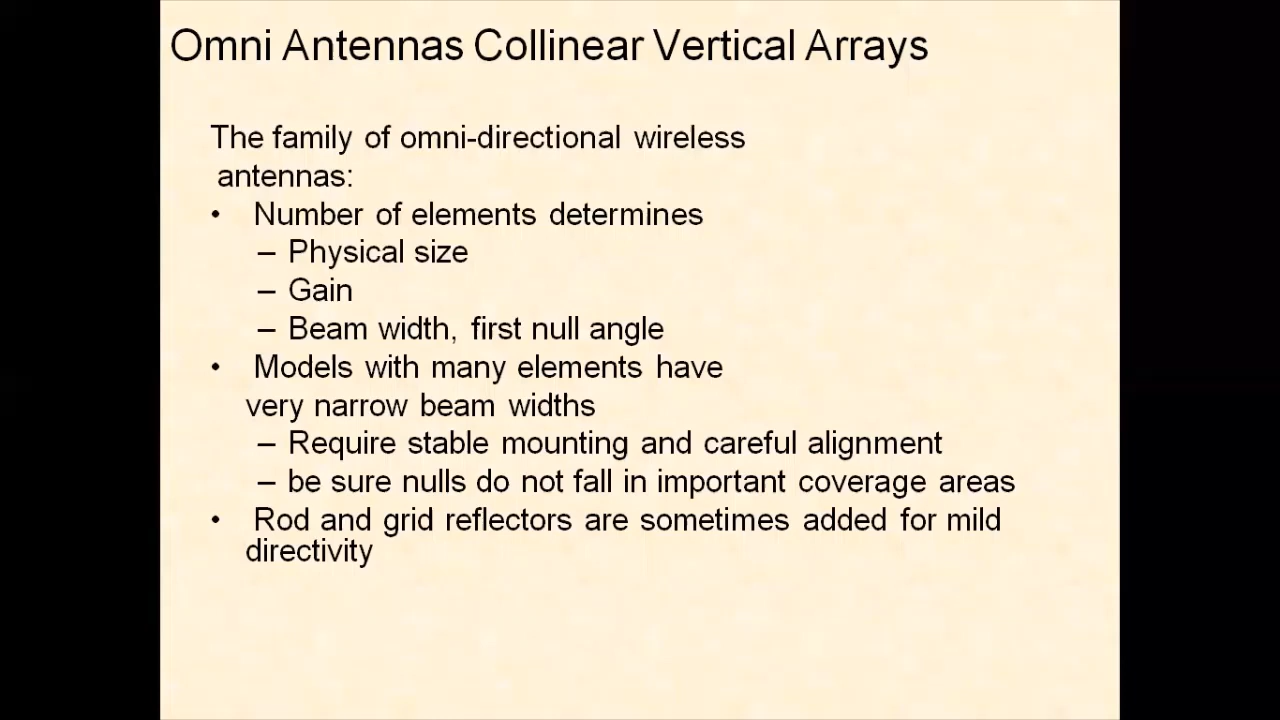 Omni Antennas Collinear Vertical Arrays
The family of omni-directional wireless
antennas:
• Number of elements determines
– Physical size
– Gain
– Beam width, first null angle
• Models with many elements have
very narrow beam widths
– Require stable mounting and careful alignment
– be sure nulls do not fall in important coverage areas
• Rod and grid reflectors are sometimes added for mild
directivity